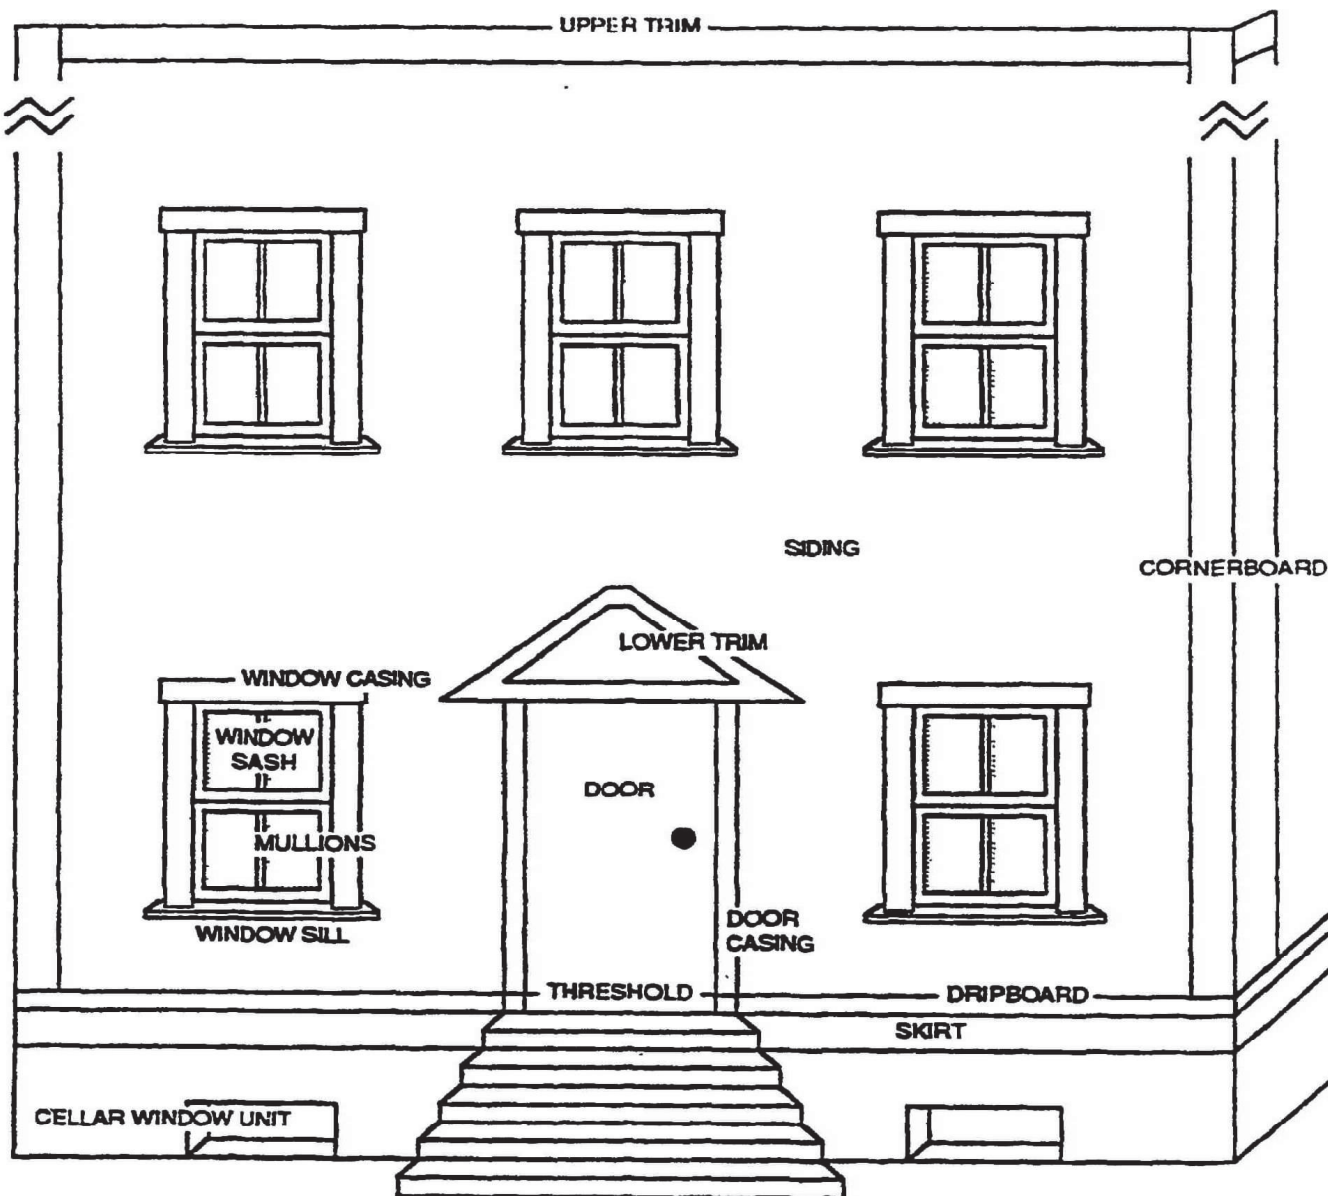 UPPER TRIM
SIDING
CORNERBOARD
LOWER TRIM
WINDOW CASING
WINDOW
SASH
DOOR
MULLIONS
DOOR
CASING
WINDOW SILL
THRESHOLD
DRIPBOARD
SKIRT
CELLAR WINDOW UNIT